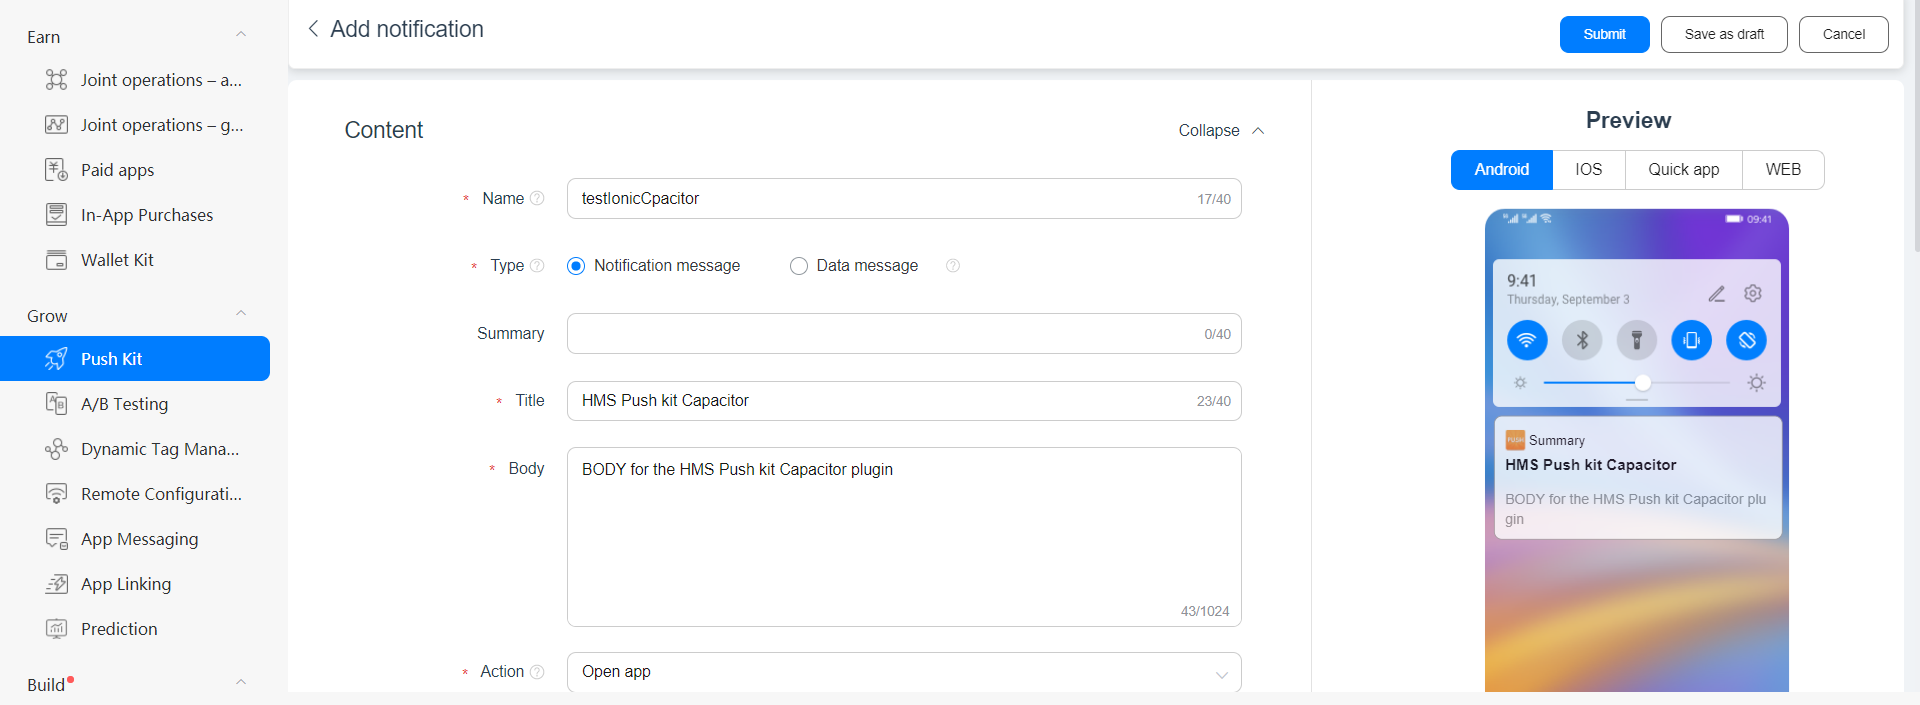 Earn
Joint operations – a...
Joint operations – g...
Paid apps
In-App Purchases
Wallet Kit
Grow
Push Kit
A/B Testing
Dynamic Tag Mana...
Remote Configurati...
App Messaging
App Linking
Prediction
Build
Add notification
Submit
Save as draft
Cancel
Content
Collapse
* Name
testIonicCpacitor
17/40
* Type
Notification message
Data message
Summary
0/40
* Title
HMS Push kit Capacitor
23/40
* Body
BODY for the HMS Push kit Capacitor plugin
43/1024
* Action
Open app
Preview
Android
IOS
Quick app
WEB
09:41
9:41
Thursday, September 3
PUSH
Summary
HMS Push kit Capacitor
BODY for the HMS Push kit Capacitor plu
gin